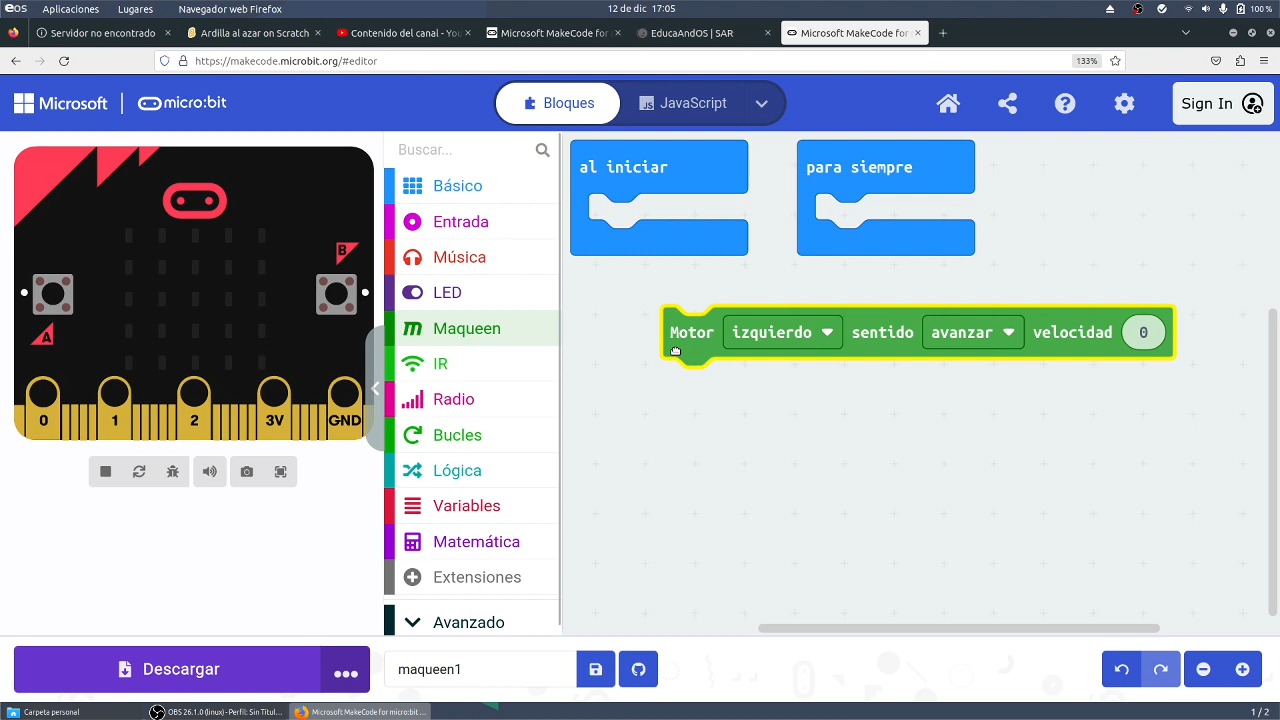 eos Aplicaciones Lugares Navegador web Firefox 12 de dic 17:05 100 %
Servidor no encontrado Ardilla al azar on Scratch Contenido del canal - You Microsoft MakeCode for EducaAndOS | SAR Microsoft MakeCode for
https://makecode.microbit.org/#editor 133%
Microsoft micro:bit Bloques JS JavaScript Sign In
Buscar...
Básico
Entrada
Música
LED
Maqueen
IR
Radio
Bucles
Lógica
Variables
Matemática
Extensiones
Avanzado
B
A
0 1 2 3V GND
al iniciar para siempre
Motor izquierdo sentido avanzar velocidad 0
Descargar ••• maqueen1
Carpeta personal OBS 26.1.0 (linux) - Perfil: Sin Titul... Microsoft MakeCode for micro:bit ... 1 / 2